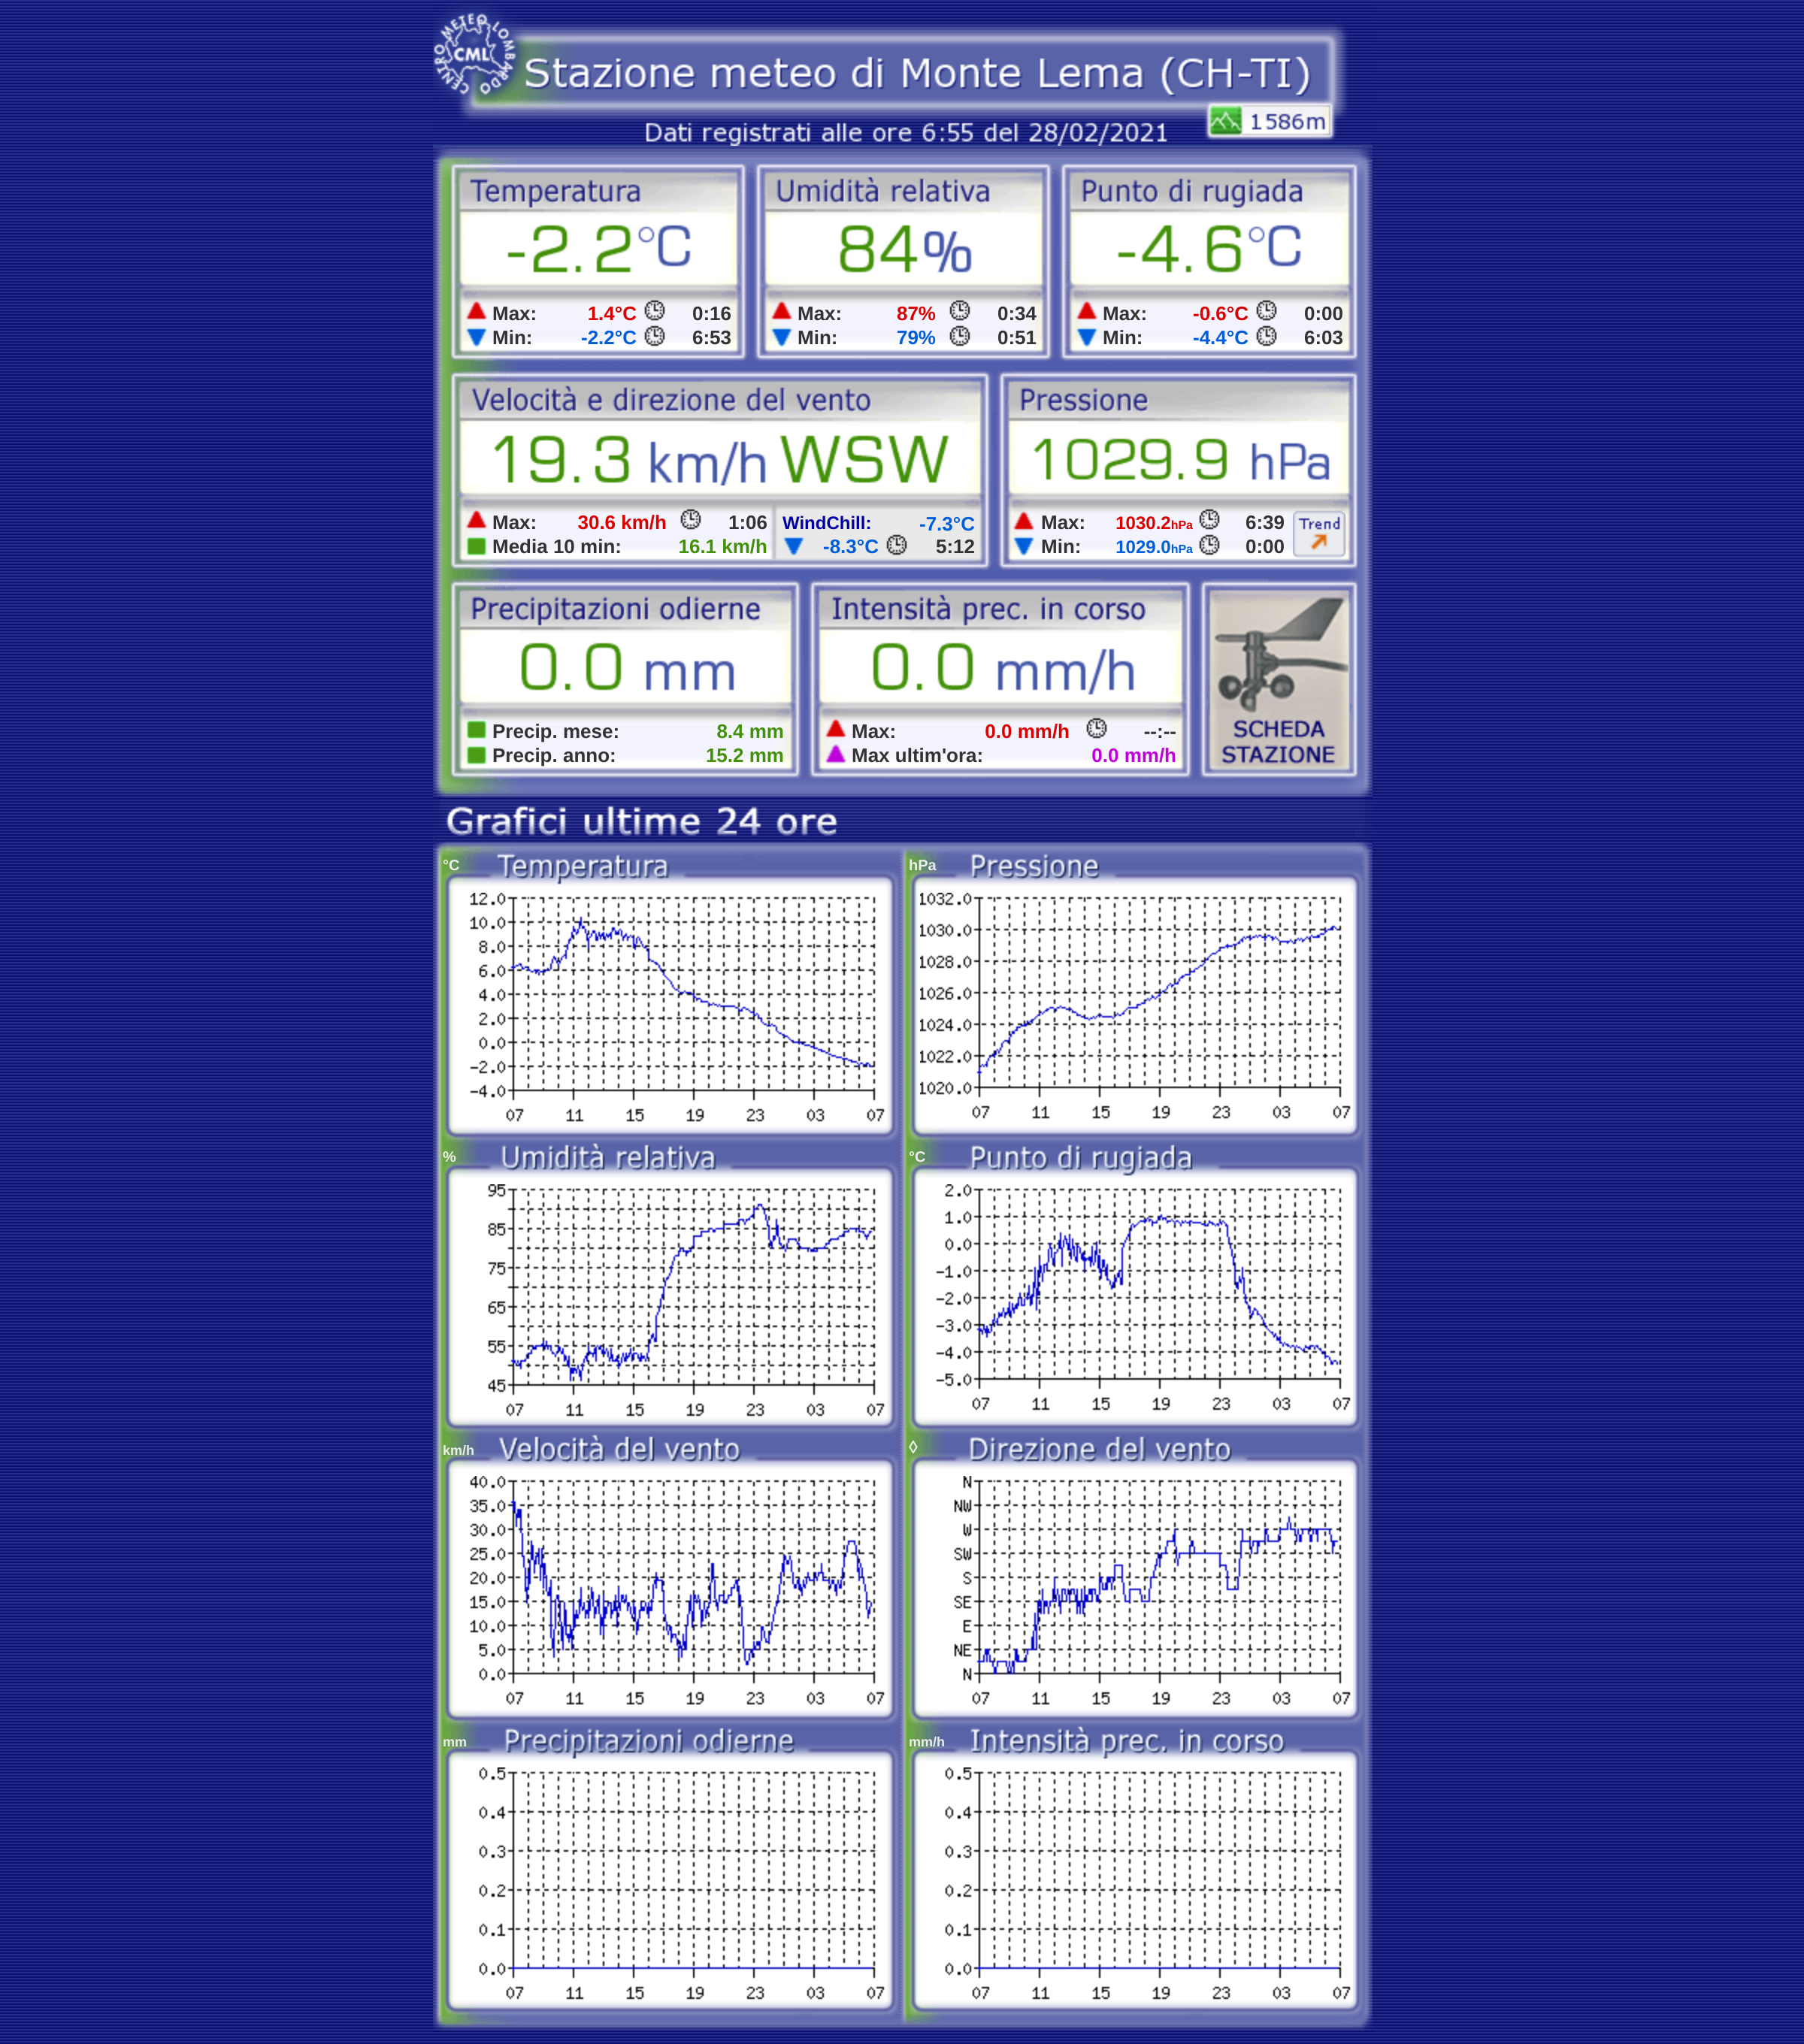 CENTRO METEO LOMBARDO
CML
Stazione meteo di Monte Lema (CH-TI)
1586m
Dati registrati alle ore 6:55 del 28/02/2021
Temperatura
-2.2°C
Max: 1.4°C 0:16
Min: -2.2°C 6:53
Umidità relativa
84%
Max: 87% 0:34
Min: 79% 0:51
Punto di rugiada
-4.6°C
Max: -0.6°C 0:00
Min: -4.4°C 6:03
Velocità e direzione del vento
19.3 km/h WSW
Max: 30.6 km/h 1:06
Media 10 min: 16.1 km/h
WindChill: -7.3°C
-8.3°C 5:12
Pressione
1029.9 hPa
Max: 1030.2hPa 6:39
Min: 1029.0hPa 0:00
Trend
Precipitazioni odierne
0.0 mm
Precip. mese: 8.4 mm
Precip. anno: 15.2 mm
Intensità prec. in corso
0.0 mm/h
Max: 0.0 mm/h --:--
Max ultim'ora: 0.0 mm/h
SCHEDA
STAZIONE
Grafici ultime 24 ore
°C Temperatura
12.0
10.0
8.0
6.0
4.0
2.0
0.0
-2.0
-4.0
07 11 15 19 23 03 07
hPa Pressione
1032.0
1030.0
1028.0
1026.0
1024.0
1022.0
1020.0
07 11 15 19 23 03 07
% Umidità relativa
95
85
75
65
55
45
07 11 15 19 23 03 07
°C Punto di rugiada
2.0
1.0
0.0
-1.0
-2.0
-3.0
-4.0
-5.0
07 11 15 19 23 03 07
km/h Velocità del vento
40.0
35.0
30.0
25.0
20.0
15.0
10.0
5.0
0.0
07 11 15 19 23 03 07
◊ Direzione del vento
N
NW
W
SW
S
SE
E
NE
N
07 11 15 19 23 03 07
mm Precipitazioni odierne
0.5
0.4
0.3
0.2
0.1
0.0
07 11 15 19 23 03 07
mm/h Intensità prec. in corso
0.5
0.4
0.3
0.2
0.1
0.0
07 11 15 19 23 03 07